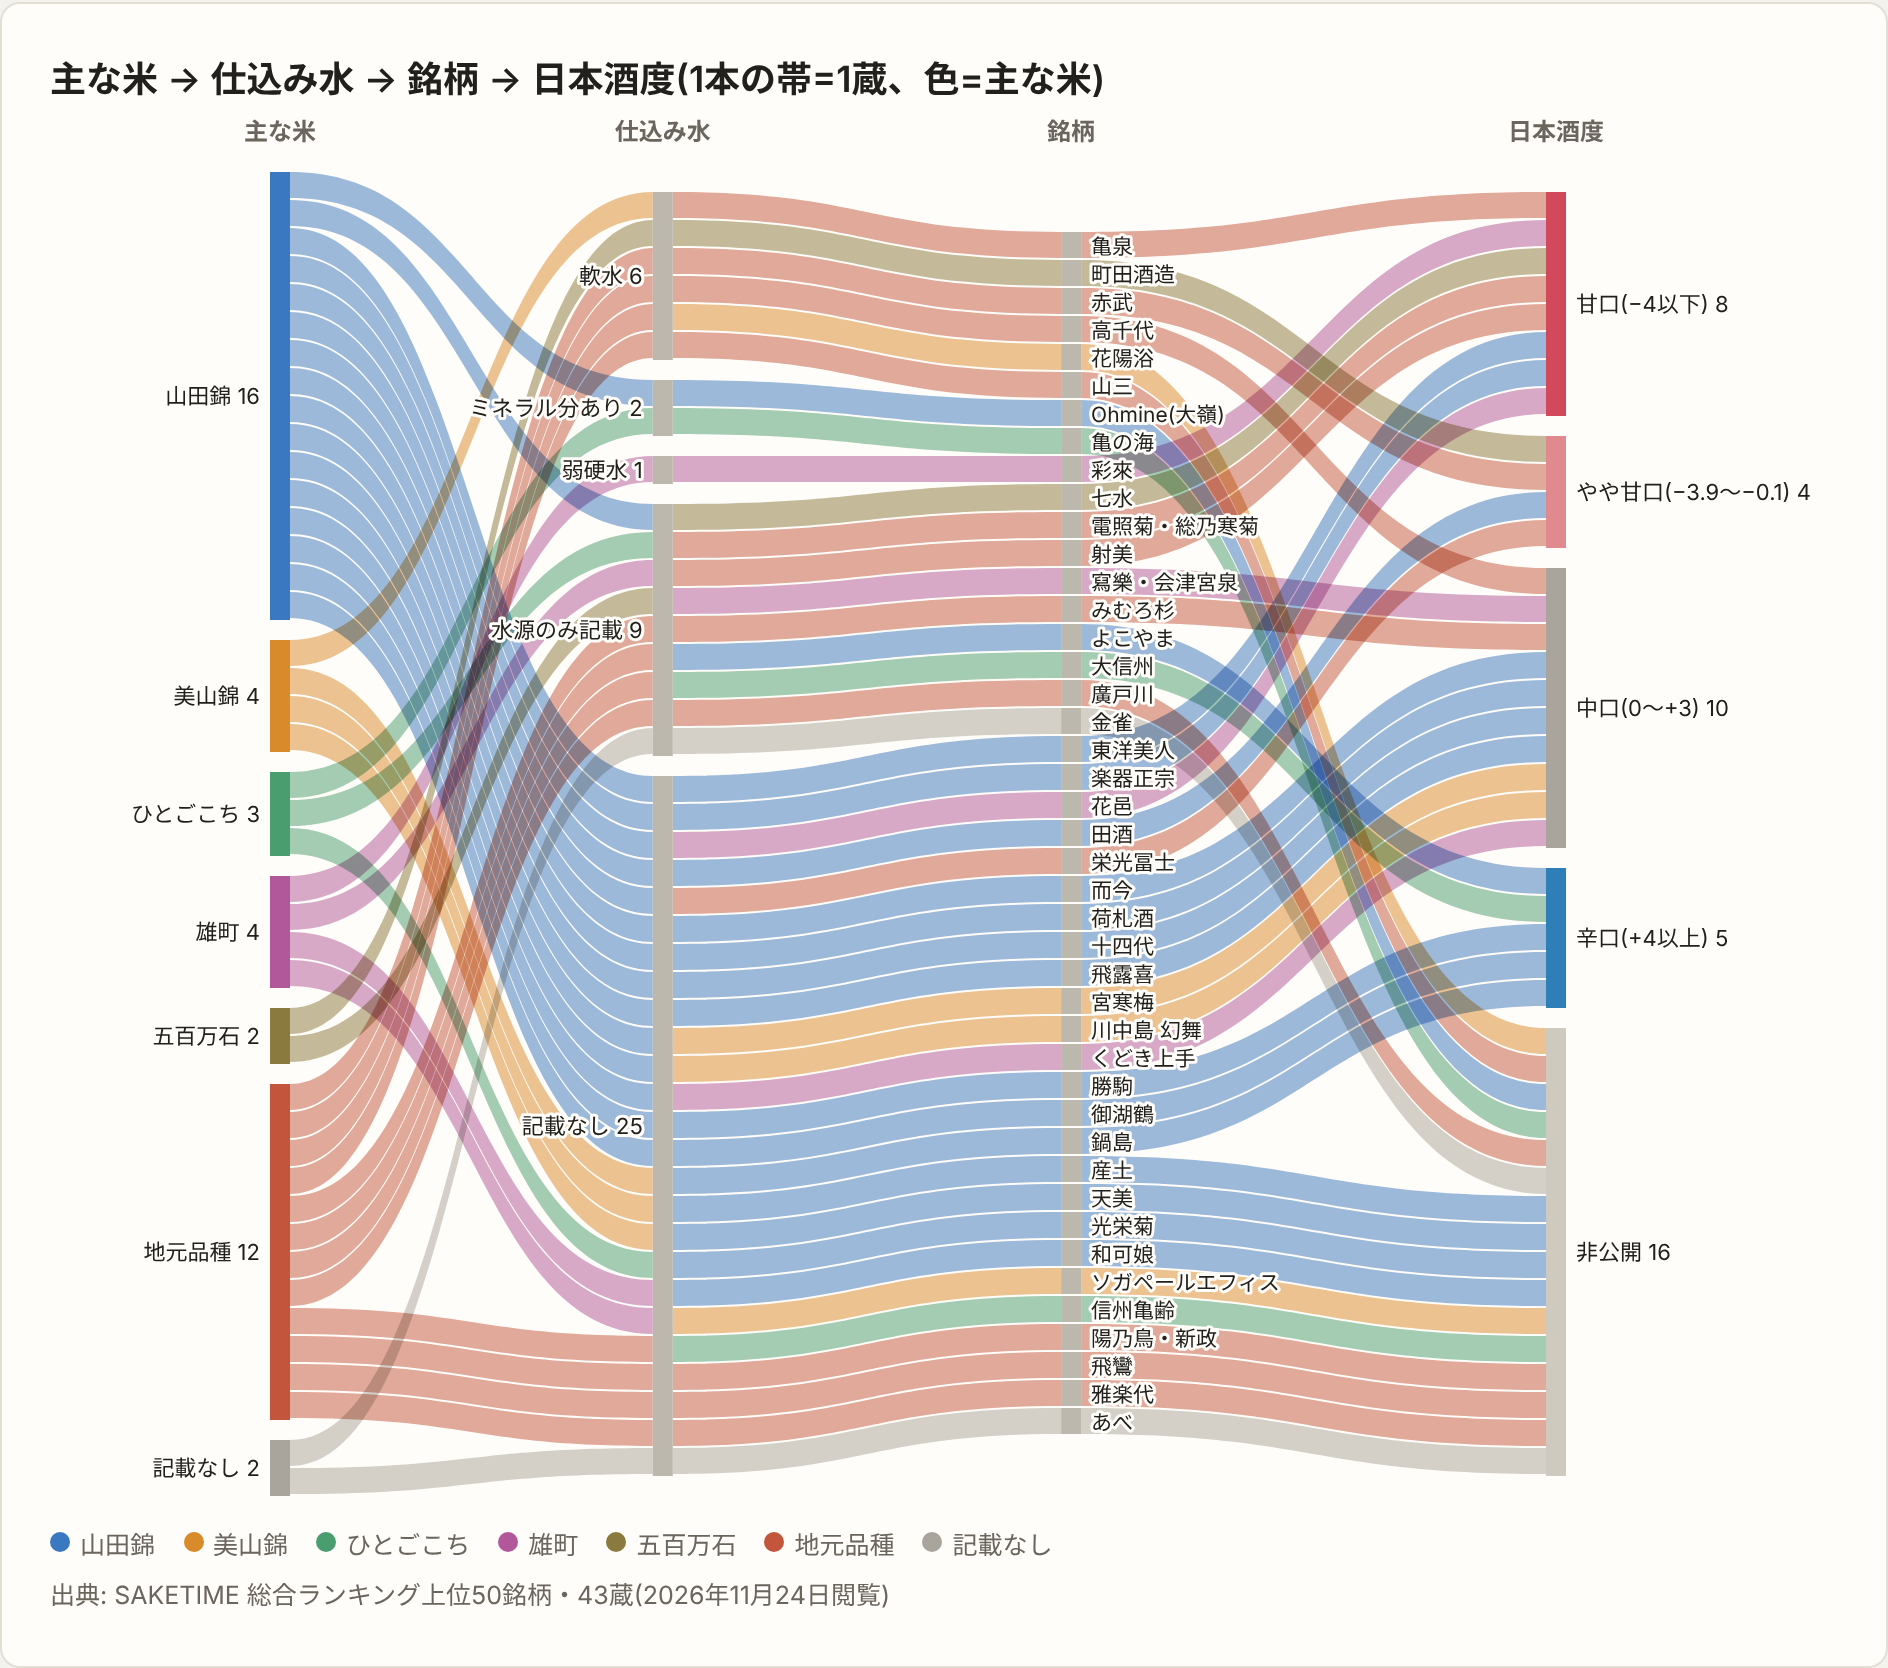 主な米 → 仕込み水 → 銘柄 → 日本酒度(1本の帯=1蔵、色=主な米)
主な米
仕込み水
銘柄
日本酒度
山田錦 16
美山錦 4
ひとごこち 3
雄町 4
五百万石 2
地元品種 12
記載なし 2
軟水 6
ミネラル分あり 2
弱硬水 1
水源のみ記載 9
記載なし 25
亀泉
町田酒造
赤武
高千代
花陽浴
山三
Ohmine(大嶺)
亀の海
彩來
七水
電照菊・総乃寒菊
射美
寫樂・会津宮泉
みむろ杉
よこやま
大信州
廣戸川
金雀
東洋美人
楽器正宗
花邑
田酒
栄光冨士
而今
荷札酒
十四代
飛露喜
宮寒梅
川中島 幻舞
くどき上手
勝駒
御湖鶴
鍋島
産土
天美
光栄菊
和可娘
ソガペールエフィス
信州亀齢
陽乃鳥・新政
飛鸞
雅楽代
あべ
甘口(−4以下) 8
やや甘口(−3.9〜−0.1) 4
中口(0〜+3) 10
辛口(+4以上) 5
非公開 16
山田錦
美山錦
ひとごこち
雄町
五百万石
地元品種
記載なし
出典: SAKETIME 総合ランキング上位50銘柄・43蔵(2026年11月24日閲覧)